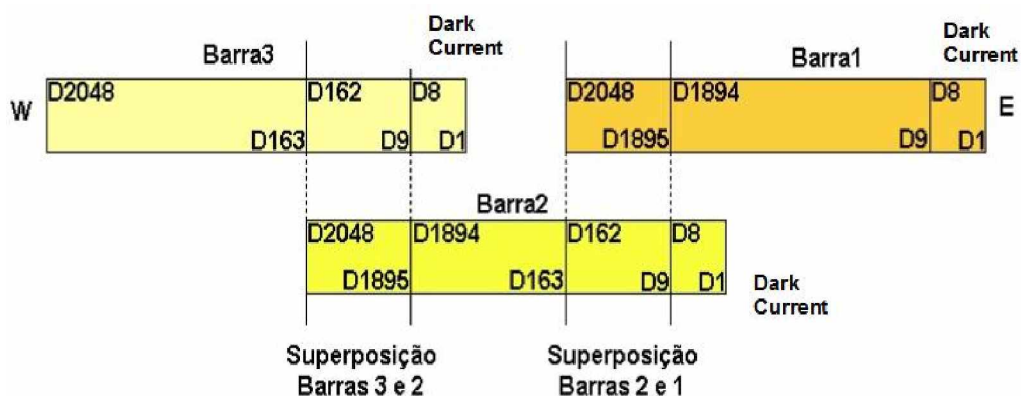 Dark
Current
Dark
Current
Barra3
Barra1
W
D2048
D162
D8
D163
D9
D1
D2048
D1894
D8
E
D1895
D9
D1
Barra2
D2048
D1894
D162
D8
D1895
D163
D9
D1
Dark
Current
Superposição
Barras 3 e 2
Superposição
Barras 2 e 1